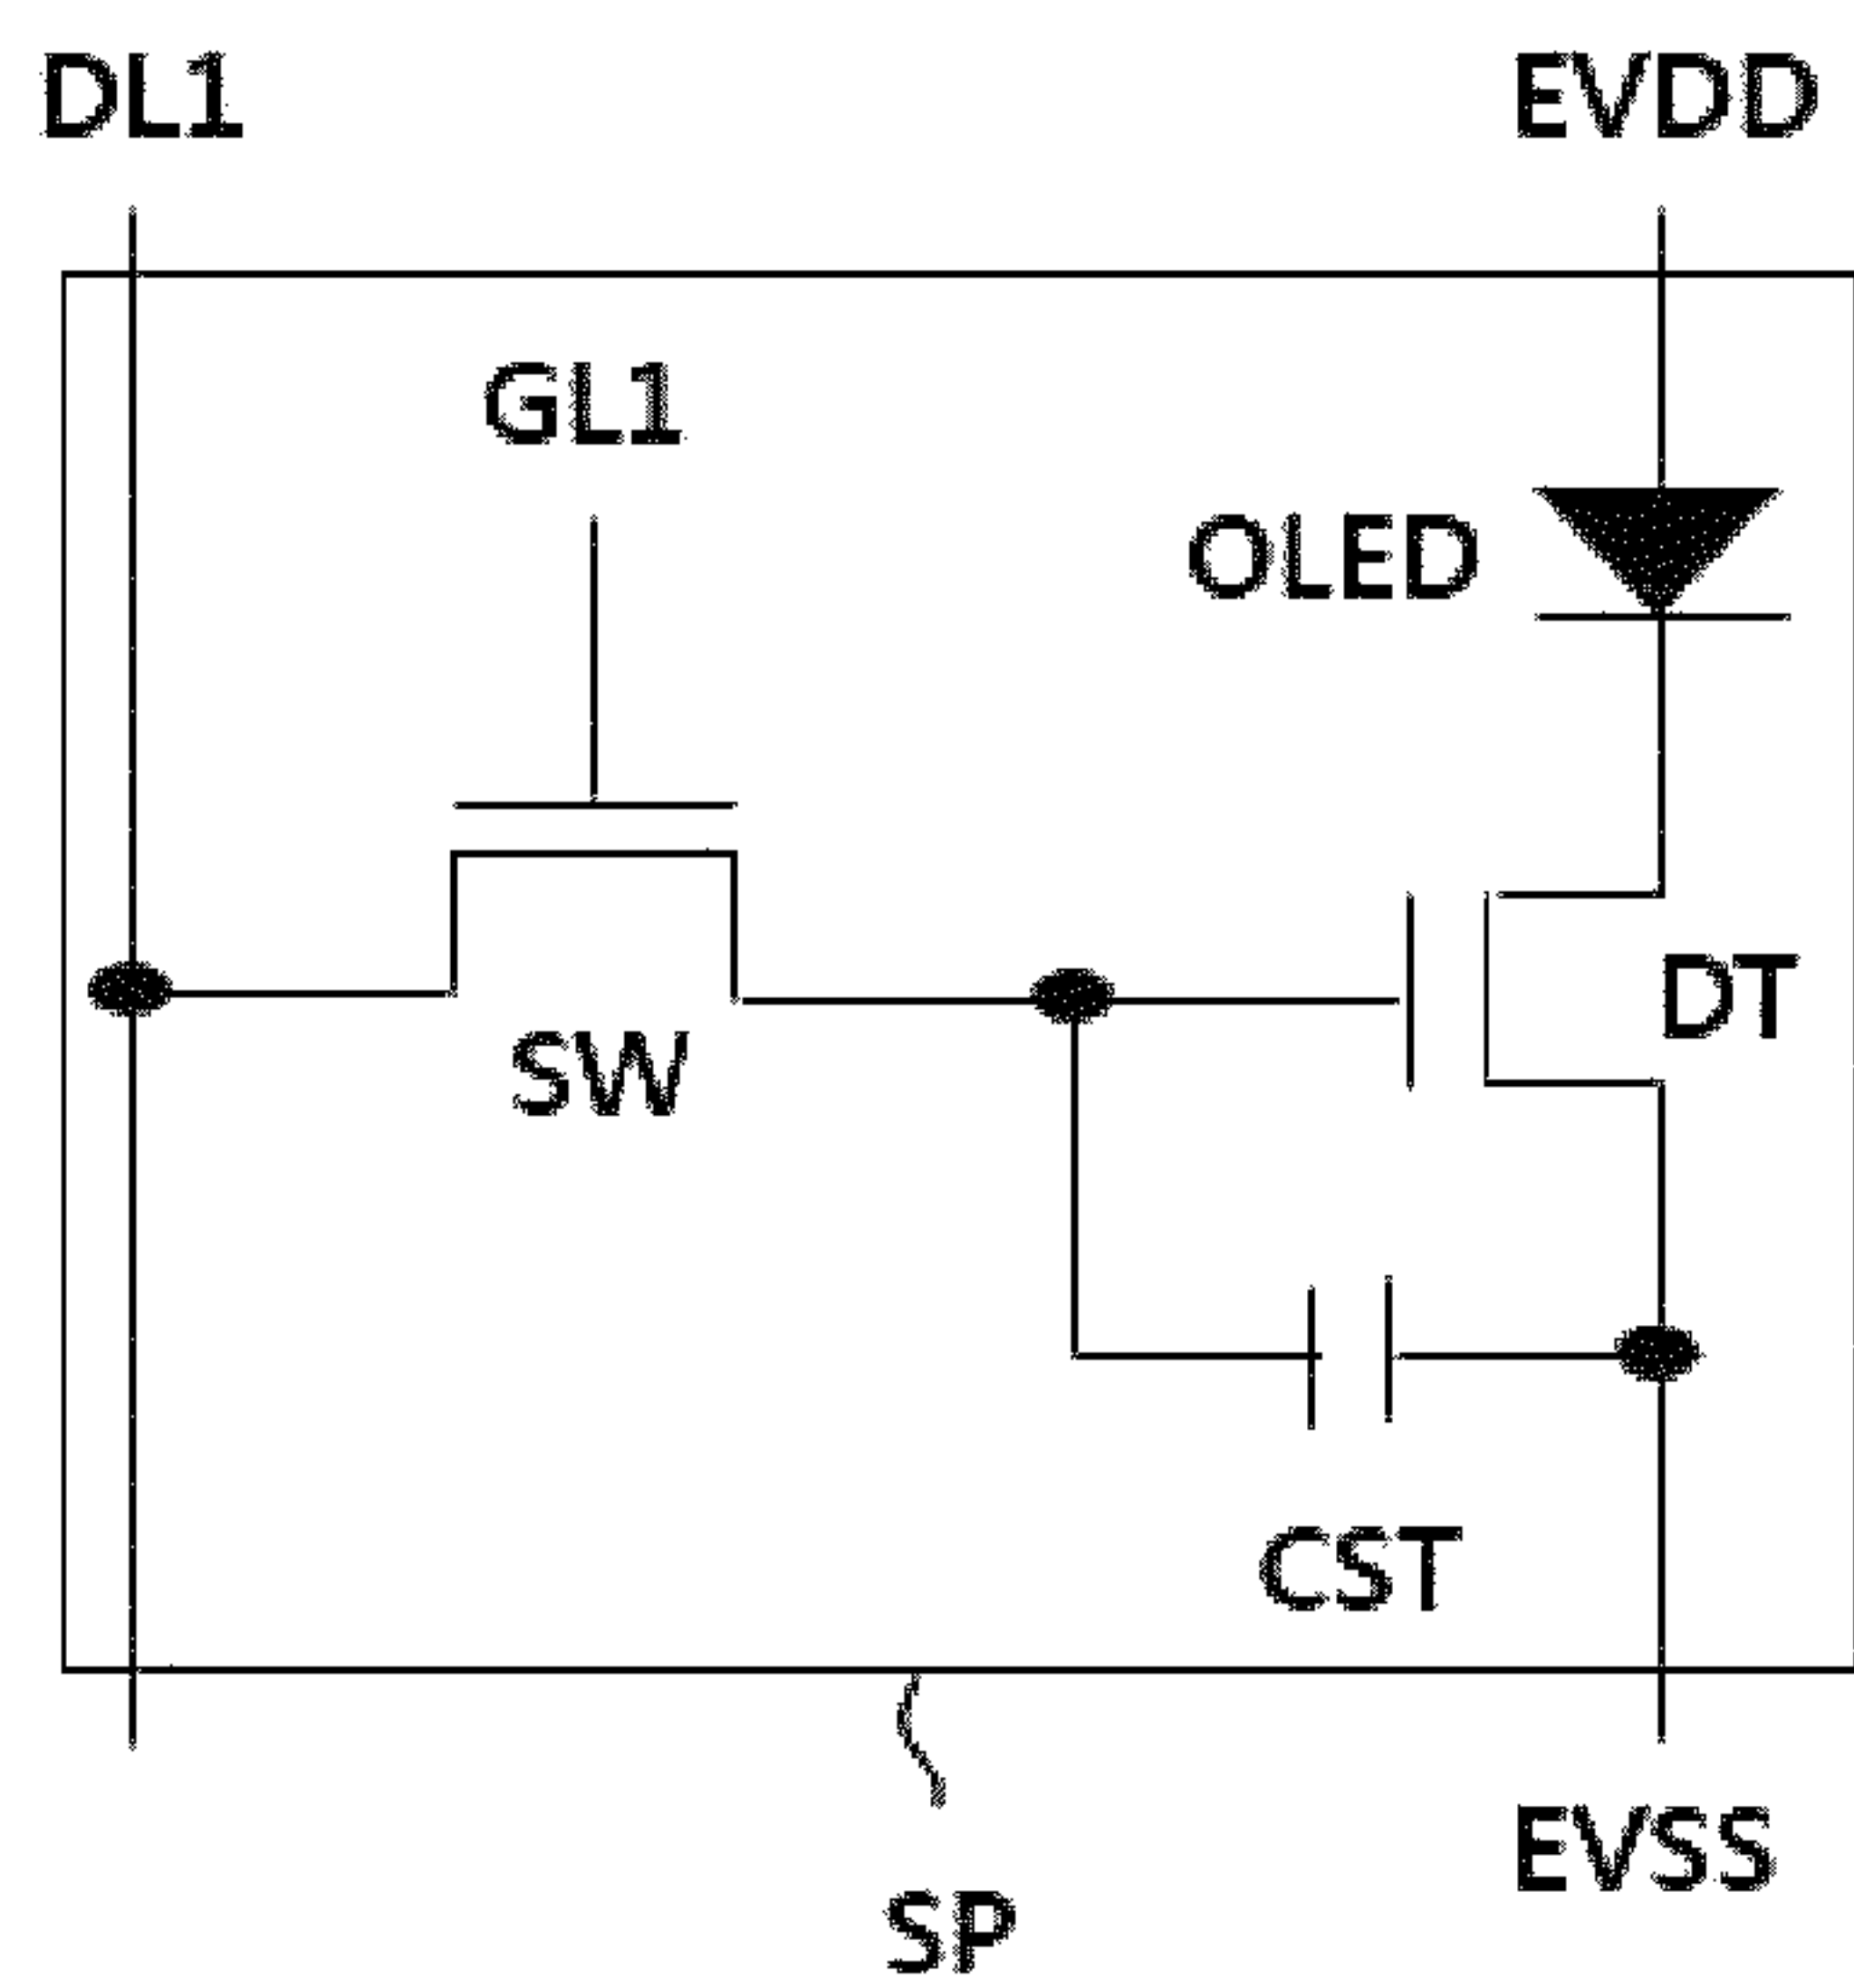 DL1
EVDD
GL1
OLED
DT
SW
CST
EVSS
SP